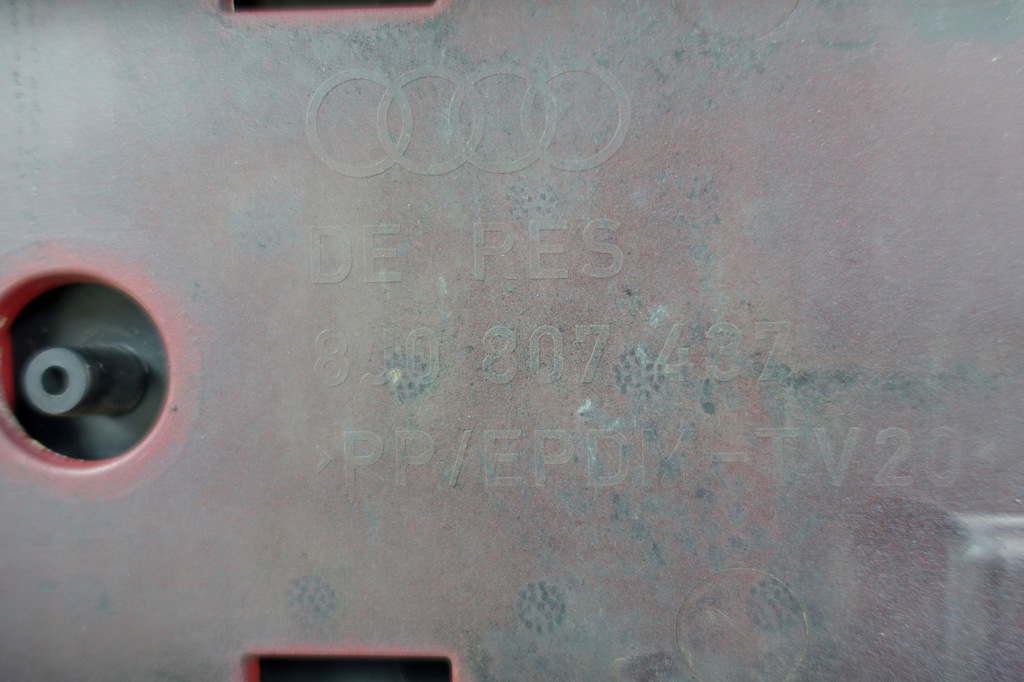 DE RES
8J0 807 437
>PP/EPDM-TV20<